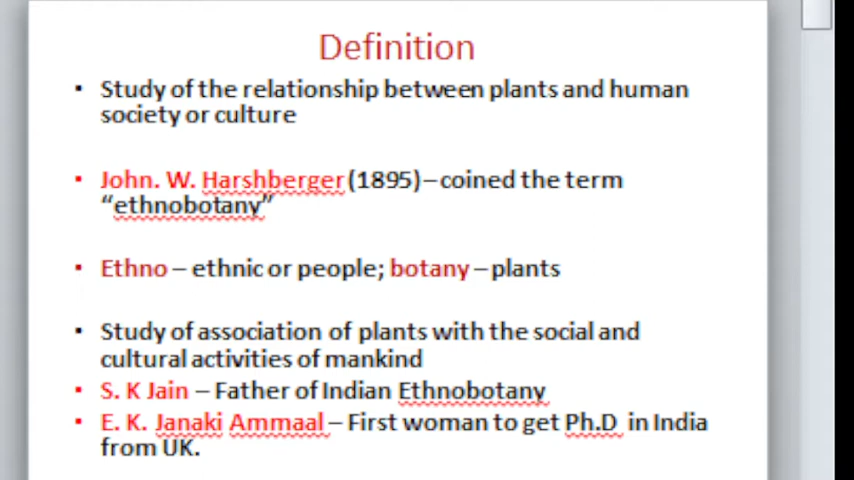 Definition
• Study of the relationship between plants and human
society or culture
• John. W. Harshberger (1895) – coined the term
“ethnobotany”
• Ethno – ethnic or people; botany – plants
• Study of association of plants with the social and
cultural activities of mankind
• S. K Jain – Father of Indian Ethnobotany
• E. K. Janaki Ammaal – First woman to get Ph.D in India
from UK.